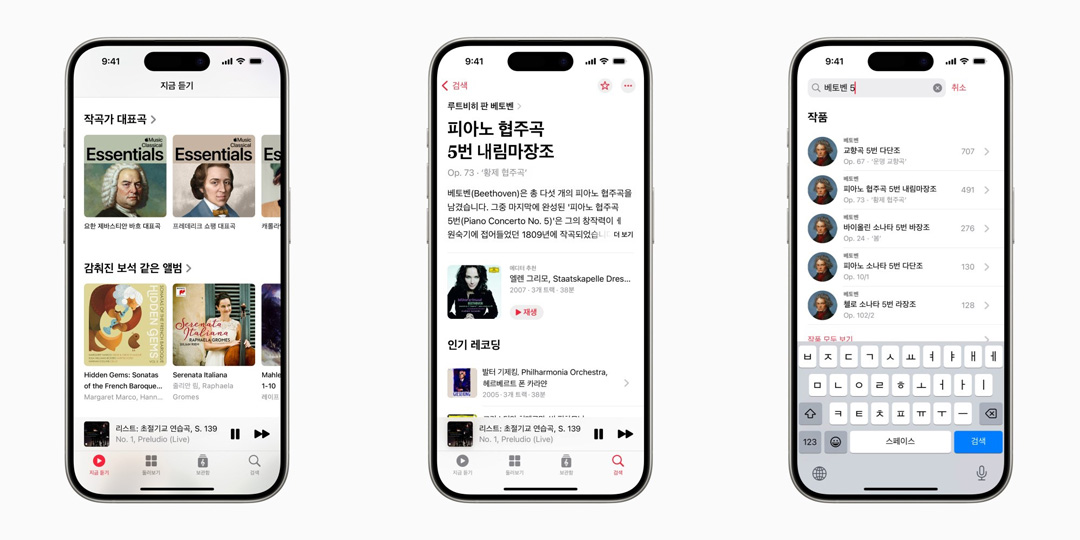 9:41
지금 듣기
작곡가 대표곡
Music
Classical
Essentials
Music
Classical
Essentials
요한 제바스티안 바흐 대표곡
프레데리크 쇼팽 대표곡
캐롤라
감춰진 보석 같은 앨범
HIDDEN GEMS
Serenata
Italiana
RAPHAELA GROMES
Hidden Gems: Sonatas
of the French Baroque...
Margaret Marco, Hann...
Serenata Italiana
줄리안 림, Raphaela
Gromes
Mahle
1-10
레이프
리스트: 초절기교 연습곡, S. 139
No. 1, Preludio (Live)
지금 듣기
둘러보기
보관함
검색
9:41
검색
루트비히 판 베토벤
피아노 협주곡
5번 내림마장조
Op. 73 · ‘황제 협주곡’
베토벤(Beethoven)은 총 다섯 개의 피아노 협주곡을
남겼습니다. 그중 마지막에 완성된 ‘피아노 협주곡
5번(Piano Concerto No. 5)’은 그의 창작력이
원숙기에 접어들었던 1809년에 작곡되었습니 더 보기
에디터 추천
엘렌 그리모, Staatskapelle Dres...
2007 · 3개 트랙 · 38분
재생
인기 레코딩
발터 기제킹, Philharmonia Orchestra,
헤르베르트 폰 카라얀
2005 · 3개 트랙 · 38분
리스트: 초절기교 연습곡, S. 139
No. 1, Preludio (Live)
지금 듣기
둘러보기
보관함
검색
9:41
베토벤 5
취소
작품
베토벤
교향곡 5번 다단조
Op. 67 · ‘운명 교향곡’
707
베토벤
피아노 협주곡 5번 내림마장조
Op. 73 · ‘황제 협주곡’
491
베토벤
바이올린 소나타 5번 바장조
Op. 24 · ‘봄’
276
베토벤
피아노 소나타 5번 다단조
Op. 10/1
130
베토벤
첼로 소나타 5번 라장조
Op. 102/2
128
작품 모두 보기
ㅂ ㅈ ㄷ ㄱ ㅅ ㅛ ㅕ ㅑ ㅐ ㅔ
ㅁ ㄴ ㅇ ㄹ ㅎ ㅗ ㅓ ㅏ ㅣ
ㅋ ㅌ ㅊ ㅍ ㅠ ㅜ ㅡ
123
스페이스
검색